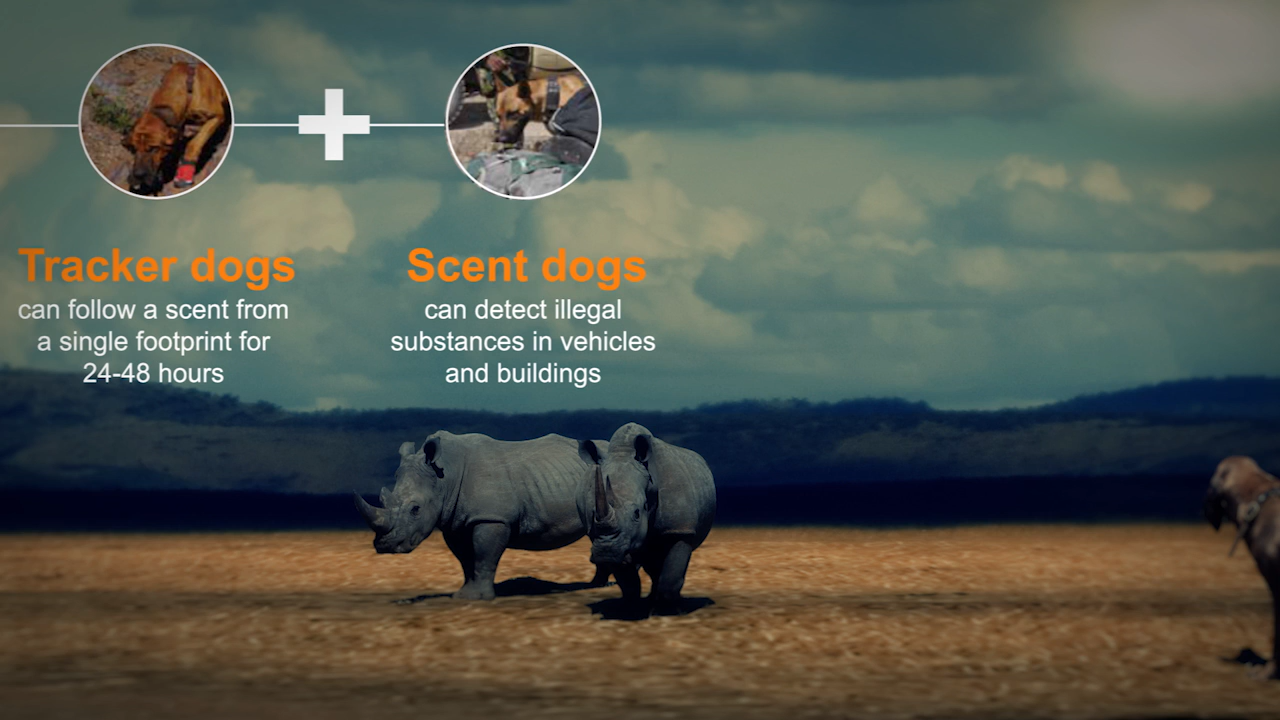 Tracker dogs
can follow a scent from
a single footprint for
24-48 hours
Scent dogs
can detect illegal
substances in vehicles
and buildings